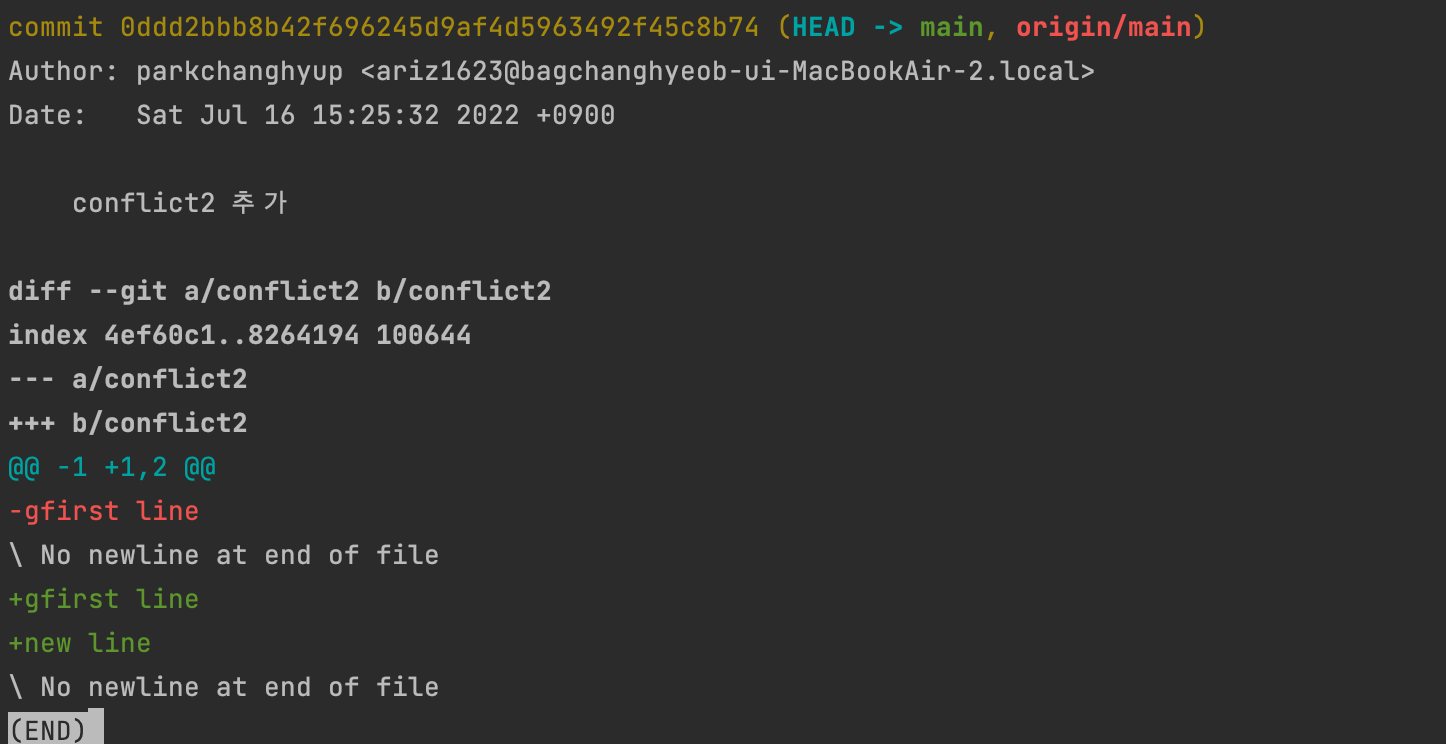 commit 0ddd2bbb8b42f696245d9af4d5963492f45c8b74 (HEAD -> main, origin/main)
Author: parkchanghyup <ariz1623@bagchanghyeob-ui-MacBookAir-2.local>
Date:   Sat Jul 16 15:25:32 2022 +0900
    conflict2 추가
diff --git a/conflict2 b/conflict2
index 4ef60c1..8264194 100644
--- a/conflict2
+++ b/conflict2
@@ -1 +1,2 @@
-gfirst line
\ No newline at end of file
+gfirst line
+new line
\ No newline at end of file
(END)